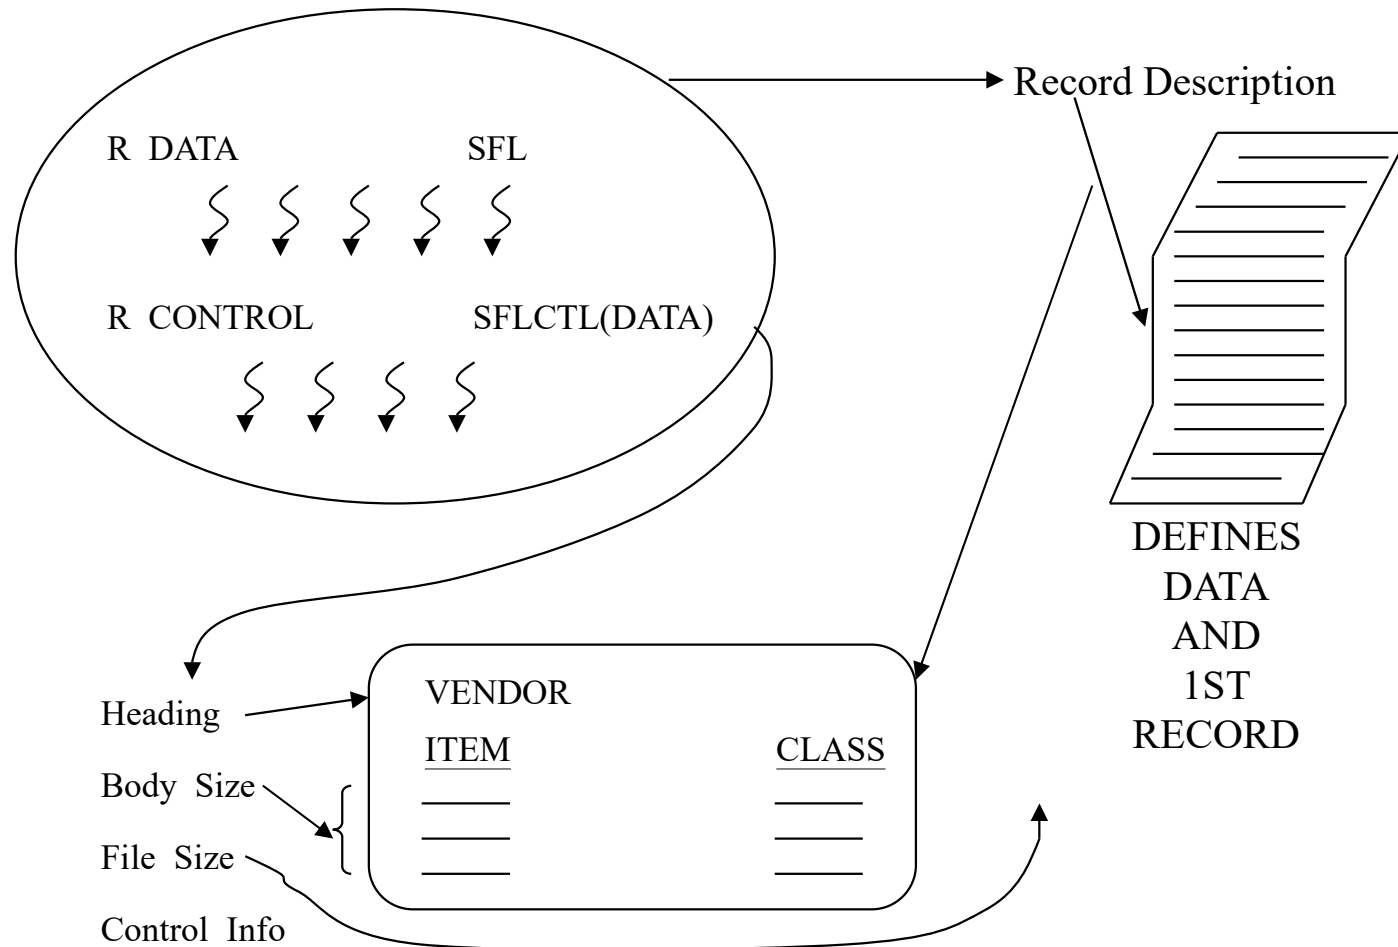 Record Description
R DATA SFL
R CONTROL SFLCTL(DATA)
DEFINES
DATA
AND
1ST
RECORD
Heading
Body Size
File Size
Control Info
VENDOR
ITEM CLASS